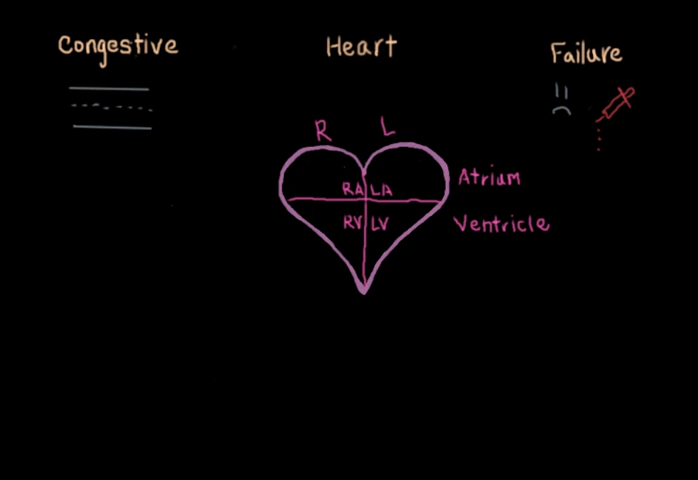 Congestive Heart Failure
R L
RA LA Atrium
RV LV Ventricle